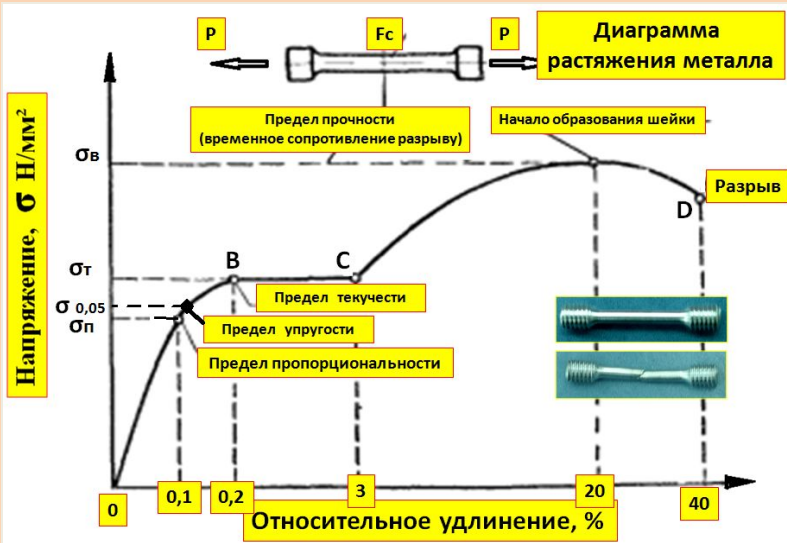 P
Fc
P
Диаграмма
растяжения металла
Предел прочности
(временное сопротивление разрыву)
Начало образования шейки
Напряжение, σ Н/мм²
σв
Разрыв
D
B
C
σт
Предел текучести
σ 0,05
Предел упругости
σп
Предел пропорциональности
0
0,1
0,2
3
20
40
Относительное удлинение, %